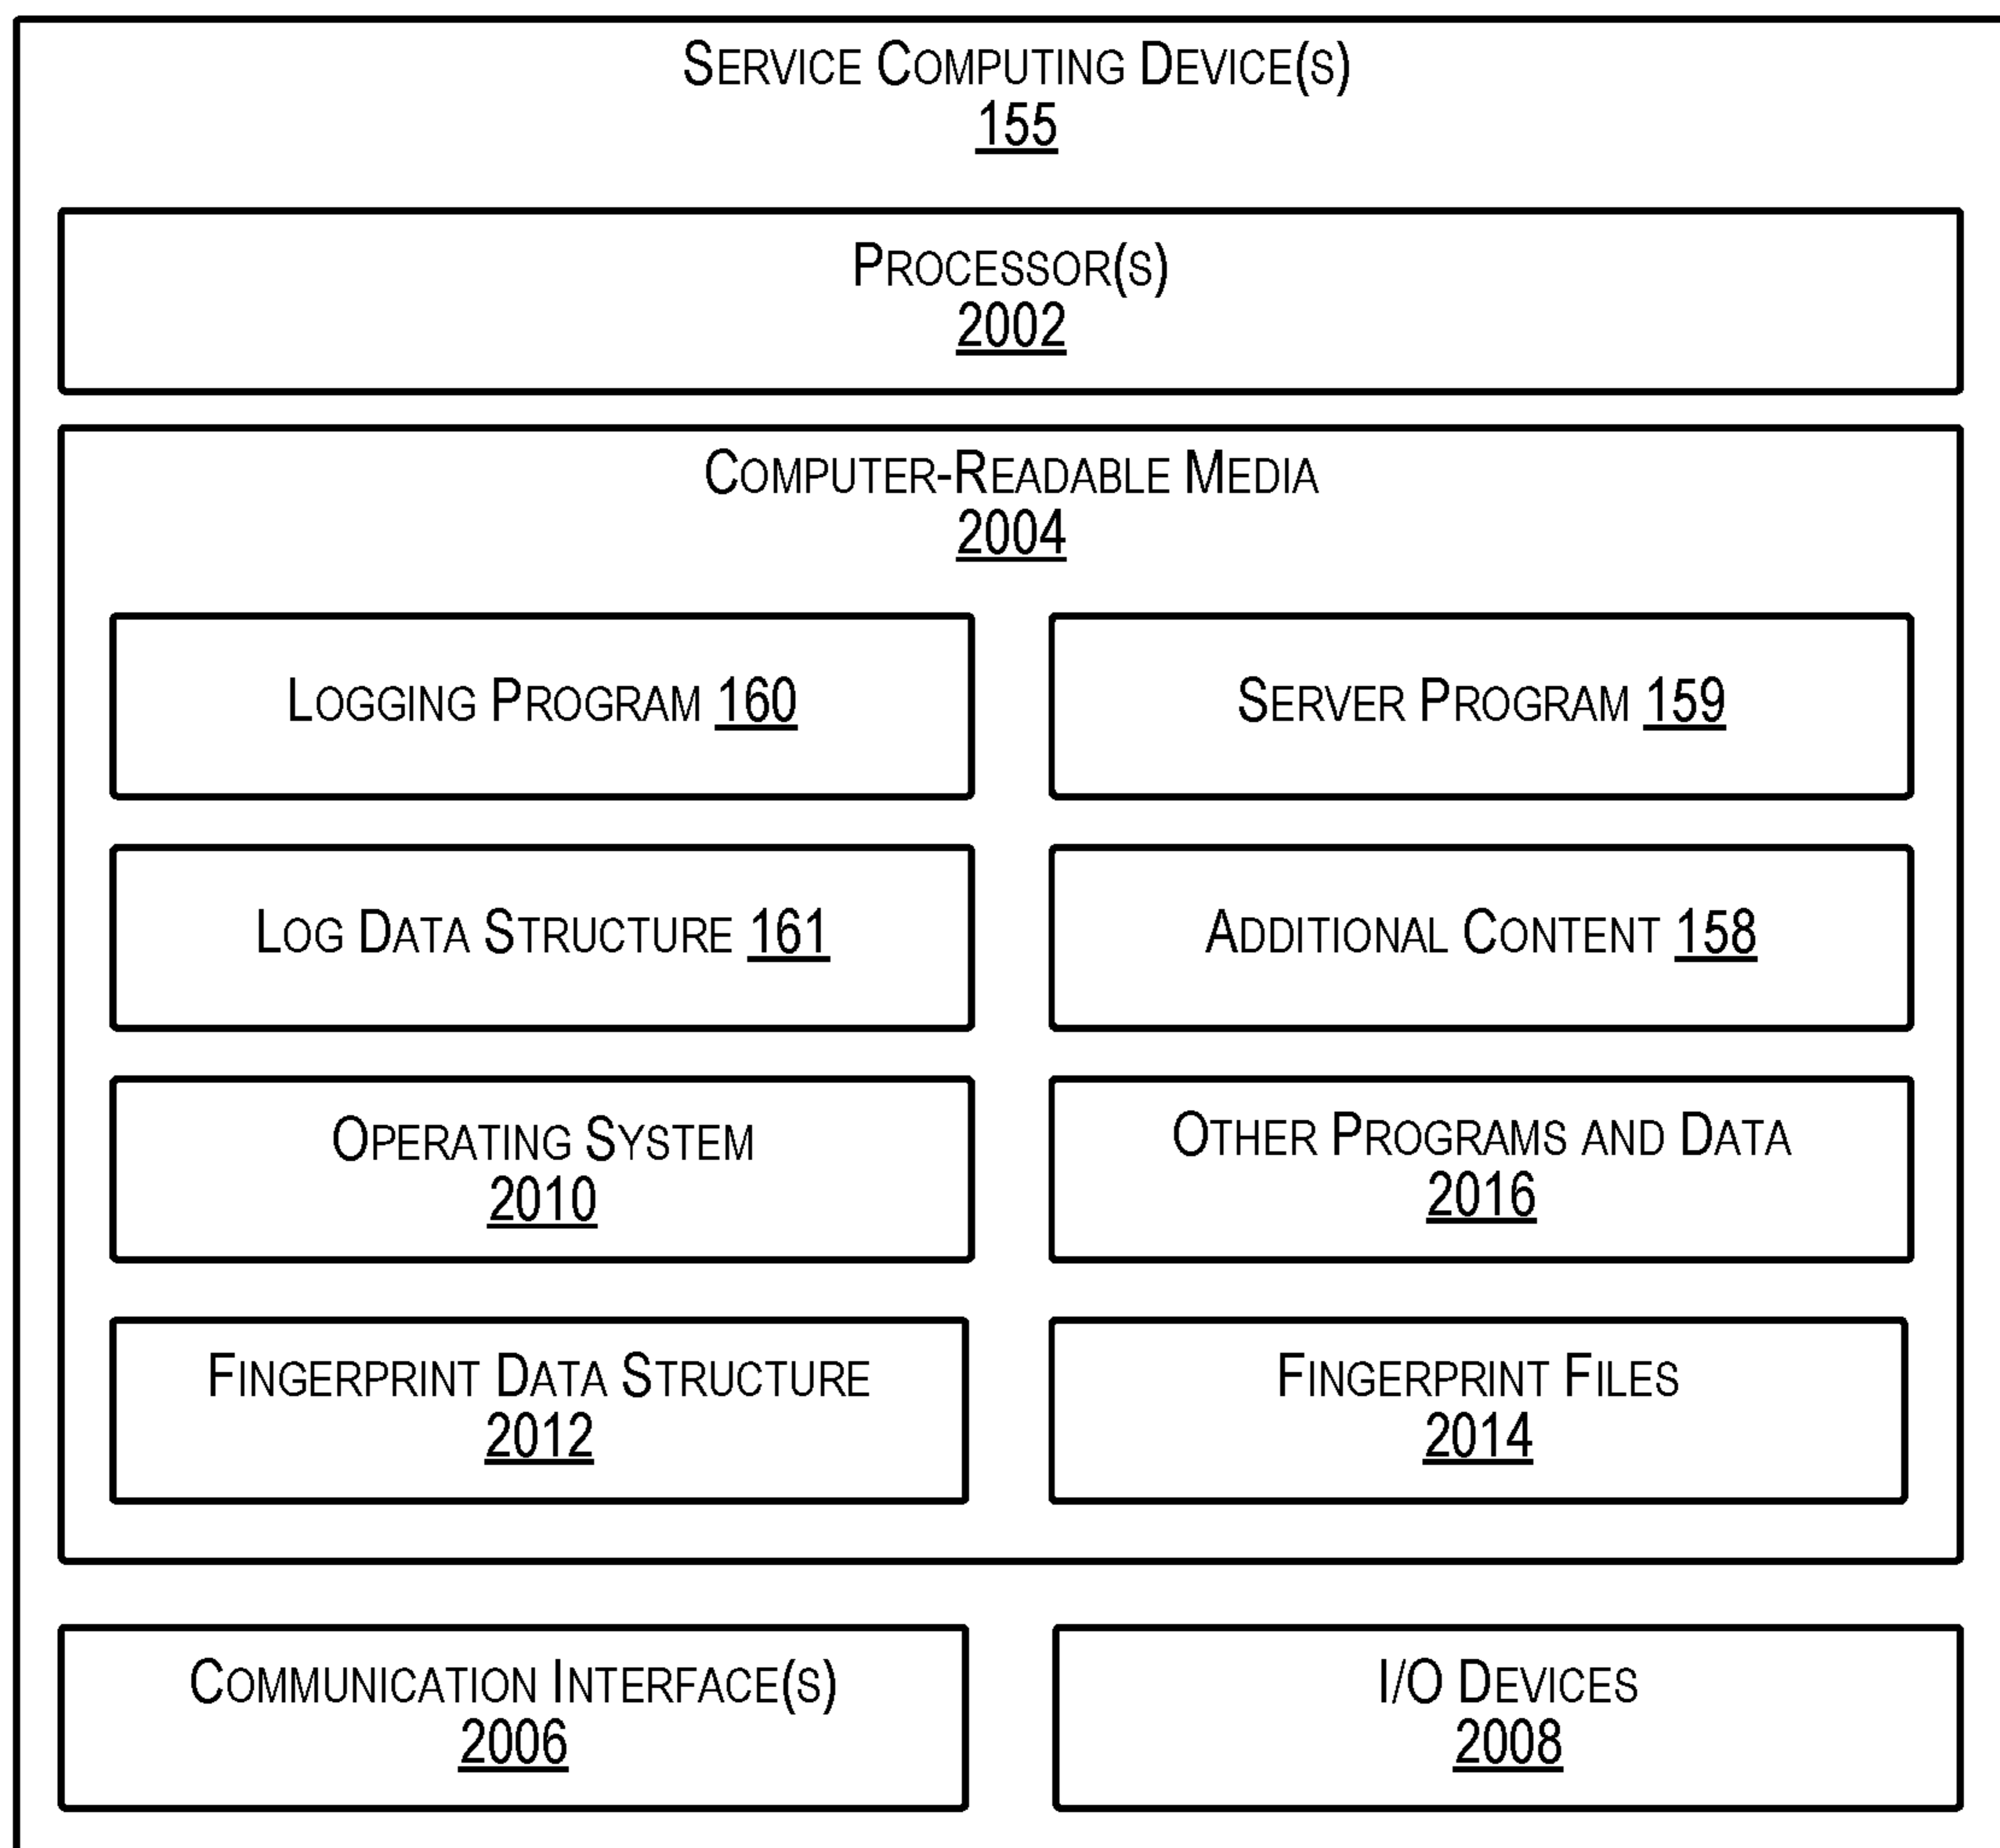 SERVICE COMPUTING DEVICE(S)
155
PROCESSOR(S)
2002
COMPUTER-READABLE MEDIA
2004
LOGGING PROGRAM 160
SERVER PROGRAM 159
LOG DATA STRUCTURE 161
ADDITIONAL CONTENT 158
OPERATING SYSTEM
2010
OTHER PROGRAMS AND DATA
2016
FINGERPRINT DATA STRUCTURE
2012
FINGERPRINT FILES
2014
COMMUNICATION INTERFACE(S)
2006
I/O DEVICES
2008